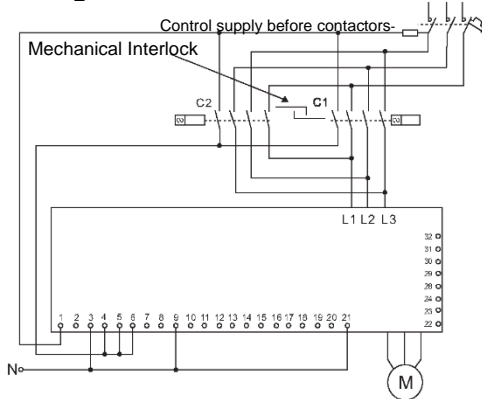 Control supply before contactors-
Mechanical Interlock
C2
C1
L1 L2 L3
32
31
30
29
28
24
23
22
1 2 3 4 5 6 7 8 9 10 11 12 13 14 15 16 17 18 19 20 21
N
M